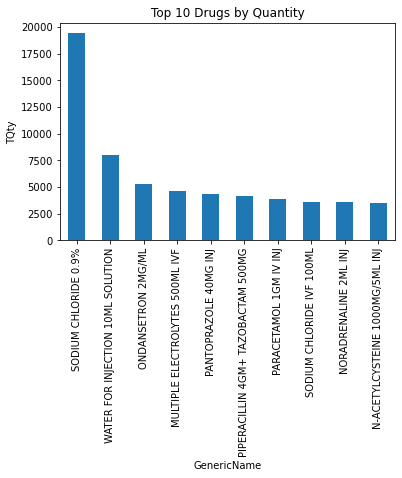 Top 10 Drugs by Quantity
TQty
20000
17500
15000
12500
10000
7500
5000
2500
0
SODIUM CHLORIDE 0.9%
WATER FOR INJECTION 10ML SOLUTION
ONDANSETRON 2MG/ML
MULTIPLE ELECTROLYTES 500ML IVF
PANTOPRAZOLE 40MG INJ
PIPERACILLIN 4GM+ TAZOBACTAM 500MG
PARACETAMOL 1GM IV INJ
SODIUM CHLORIDE IVF 100ML
NORADRENALINE 2ML INJ
N-ACETYLCYSTEINE 1000MG/5ML INJ
GenericName